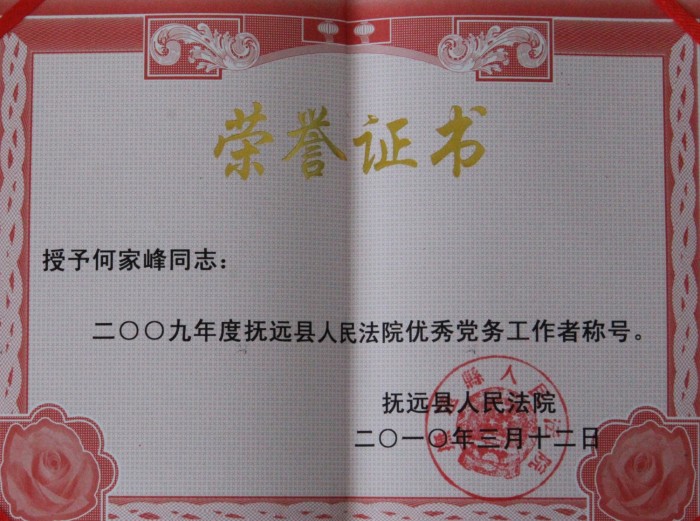 荣誉证书
授予何家峰同志：
二〇〇九年度抚远县人民法院优秀党务工作者称号。
抚远县人民法院
二〇一〇年三月十二日